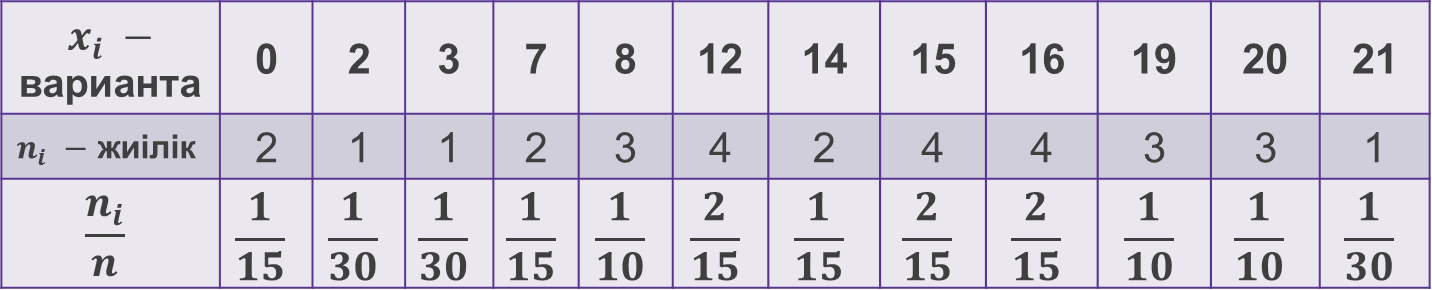 xᵢ – варианта 0 2 3 7 8 12 14 15 16 19 20 21
nᵢ – жиілік 2 1 1 2 3 4 2 4 4 3 3 1
nᵢ/n 1/15 1/30 1/30 1/15 1/10 2/15 1/15 2/15 2/15 1/10 1/10 1/30